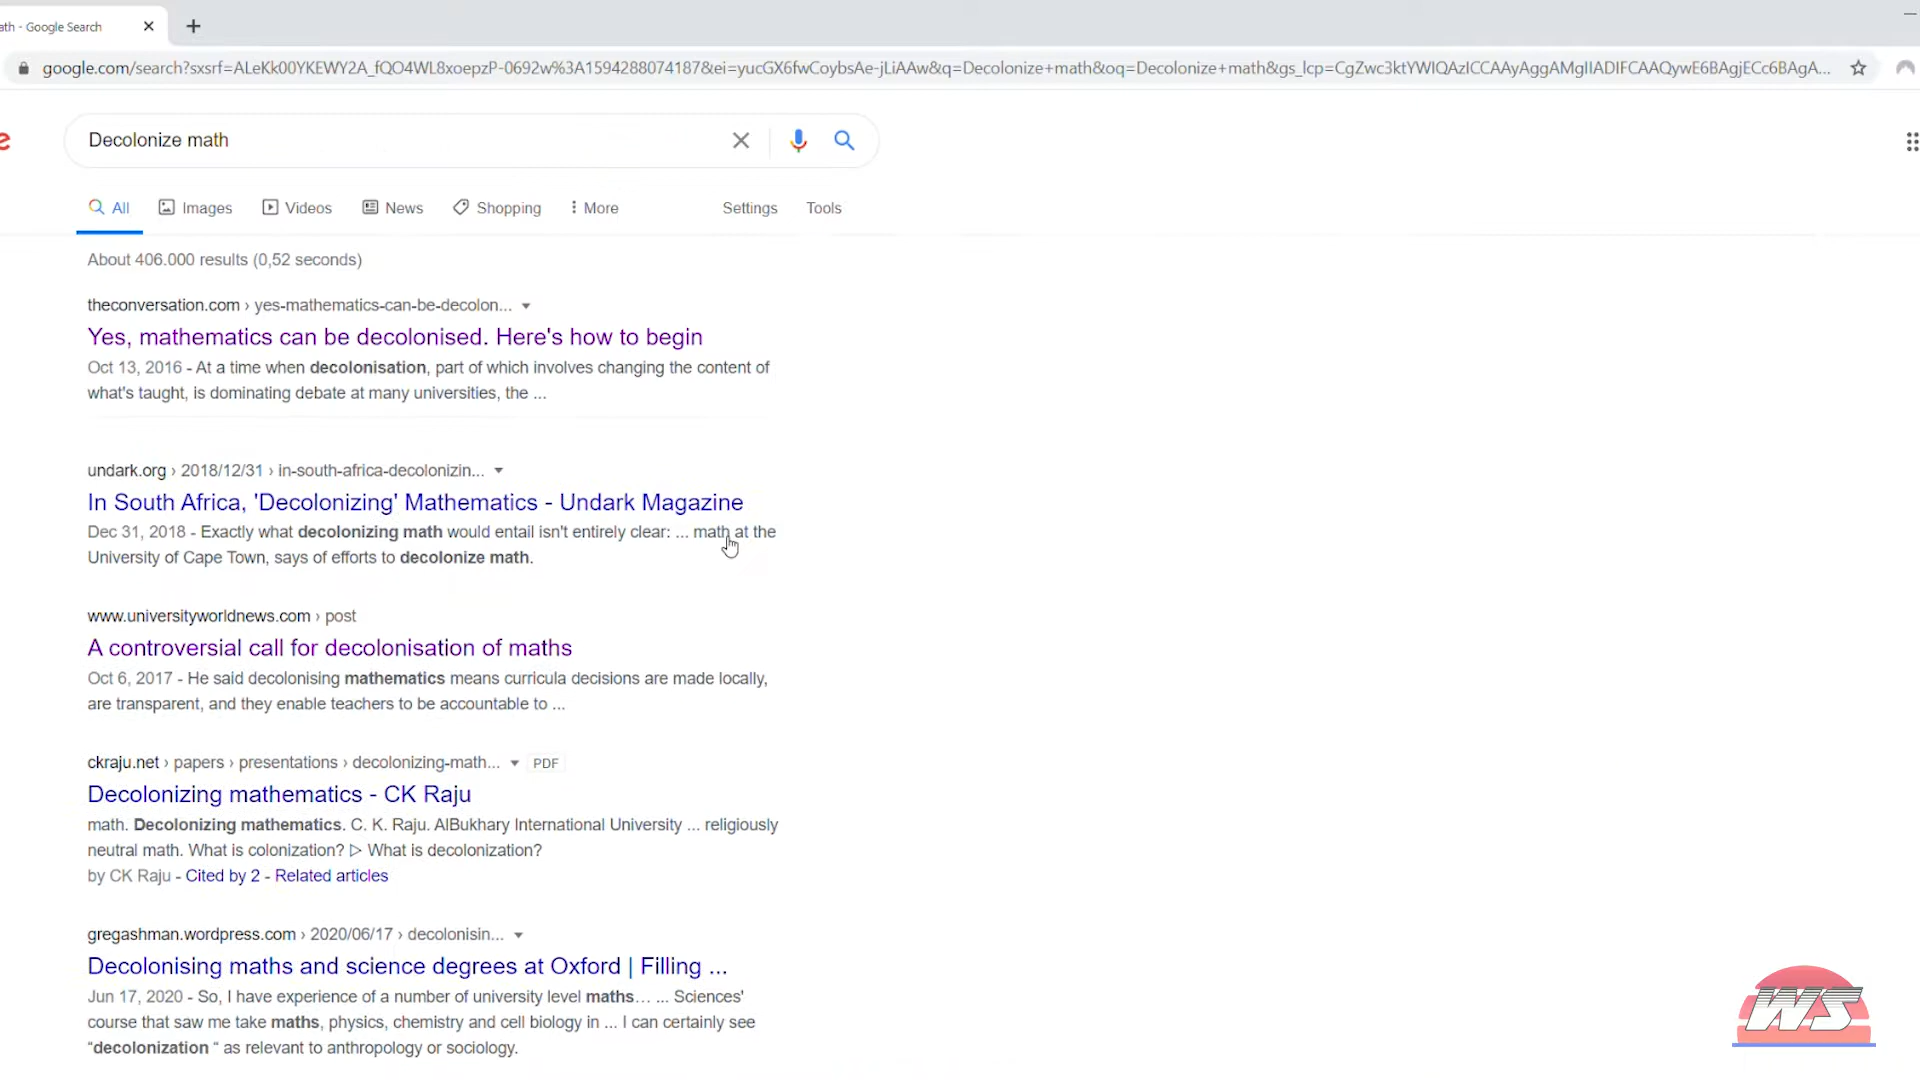 ath - Google Search
google.com/search?sxsrf=ALeKk00YKEWY2A_fQO4WL8xoepzP-0692w%3A1594288074187&ei=yucGX6fwCoybsAe-jLiAAw&q=Decolonize+math&oq=Decolonize+math&gs_lcp=CgZwc3ktYWIQAzICCAAyAggAMgIIADIFCAAQywE6BAgjECc6BAgA...
e
Decolonize math
All Images Videos News Shopping More Settings Tools
About 406.000 results (0,52 seconds)
theconversation.com › yes-mathematics-can-be-decolon...
Yes, mathematics can be decolonised. Here's how to begin
Oct 13, 2016 - At a time when decolonisation, part of which involves changing the content of
what's taught, is dominating debate at many universities, the ...
undark.org › 2018/12/31 › in-south-africa-decolonizin...
In South Africa, 'Decolonizing' Mathematics - Undark Magazine
Dec 31, 2018 - Exactly what decolonizing math would entail isn't entirely clear: ... math at the
University of Cape Town, says of efforts to decolonize math.
www.universityworldnews.com › post
A controversial call for decolonisation of maths
Oct 6, 2017 - He said decolonising mathematics means curricula decisions are made locally,
are transparent, and they enable teachers to be accountable to ...
ckraju.net › papers › presentations › decolonizing-math... PDF
Decolonizing mathematics - CK Raju
math. Decolonizing mathematics. C. K. Raju. AlBukhary International University ... religiously
neutral math. What is colonization? ▷ What is decolonization?
by CK Raju - Cited by 2 - Related articles
gregashman.wordpress.com › 2020/06/17 › decolonisin...
Decolonising maths and science degrees at Oxford | Filling ...
Jun 17, 2020 - So, I have experience of a number of university level maths… ... Sciences'
course that saw me take maths, physics, chemistry and cell biology in ... I can certainly see
“decolonization “ as relevant to anthropology or sociology.
WS